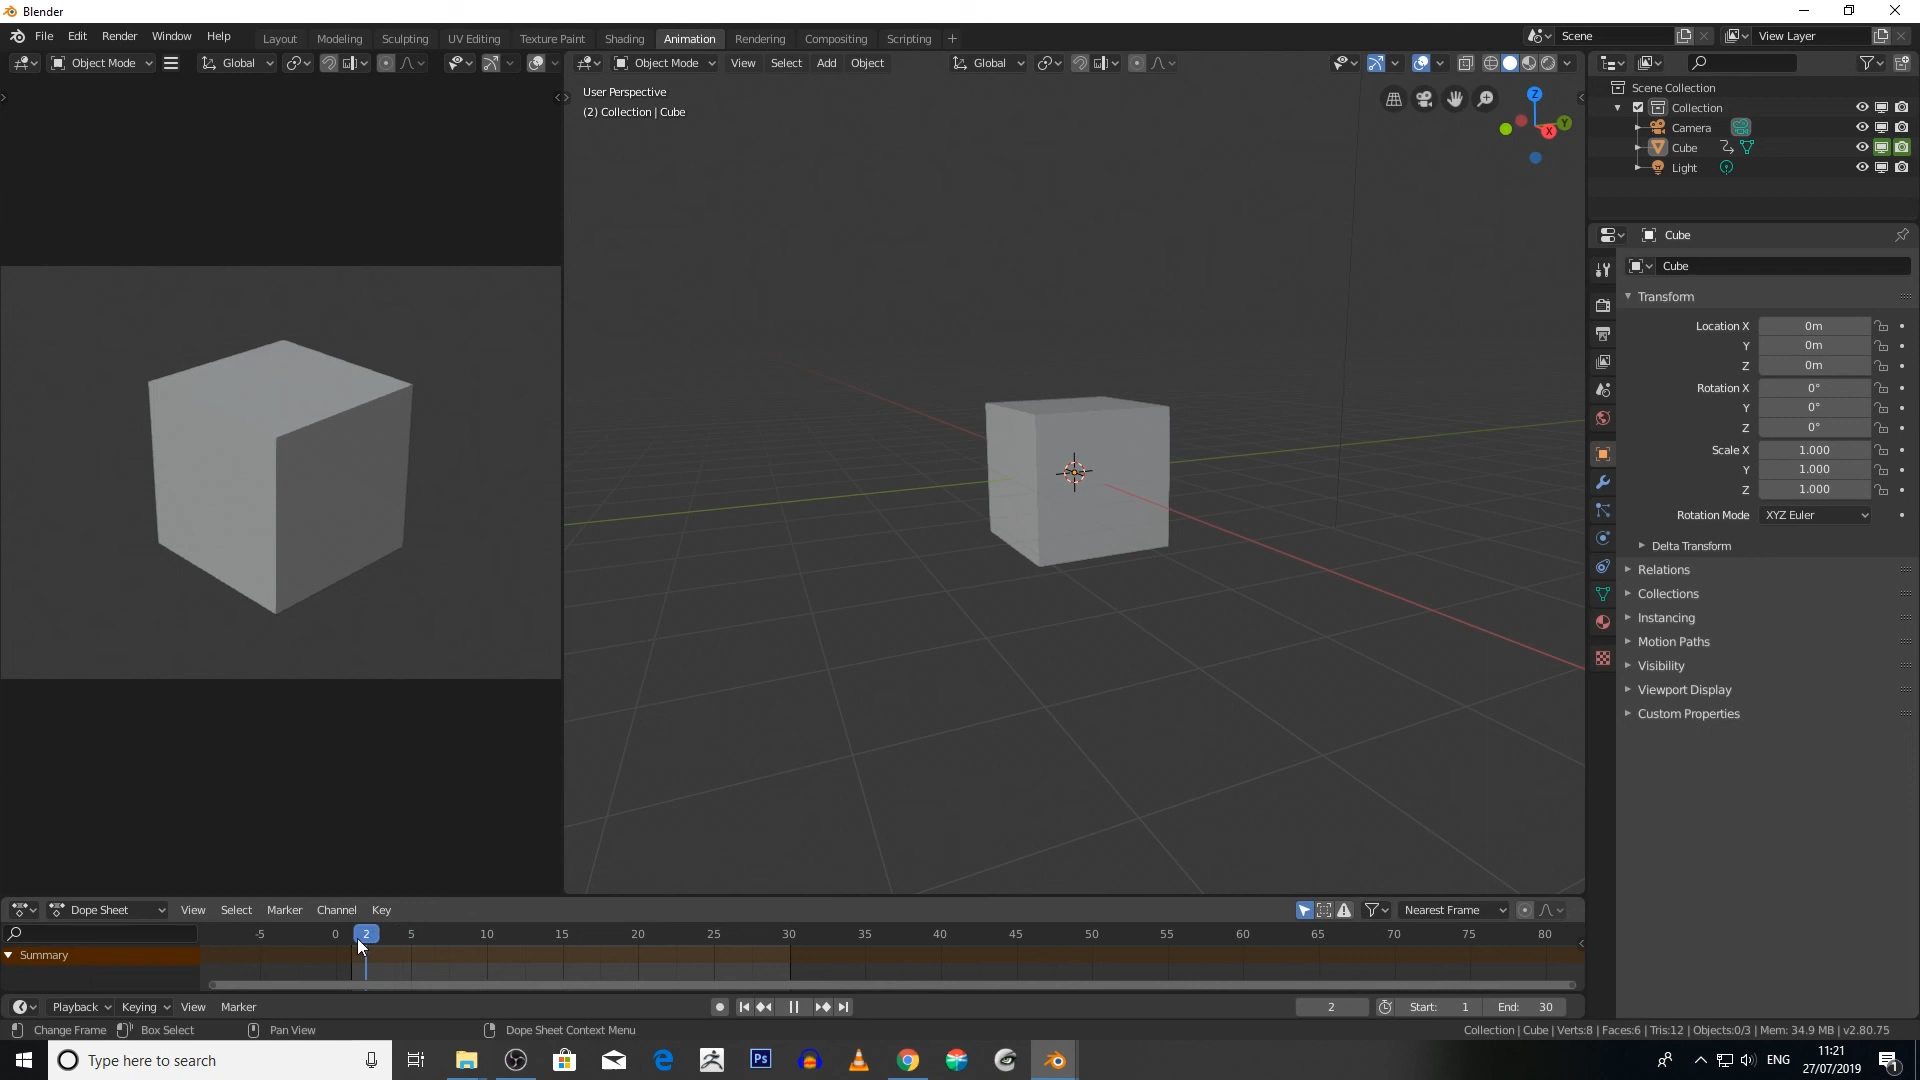 Blender
File Edit Render Window Help
Layout Modeling Sculpting UV Editing Texture Paint Shading Animation Rendering Compositing Scripting
Scene
View Layer
Object Mode
Global
Object Mode View Select Add Object
Global
User Perspective
(2) Collection | Cube
Z
Y
X
Scene Collection
Collection
Camera
Cube
Light
Cube
Cube
Transform
Location X 0m
Y 0m
Z 0m
Rotation X 0°
Y 0°
Z 0°
Scale X 1.000
Y 1.000
Z 1.000
Rotation Mode XYZ Euler
Delta Transform
Relations
Collections
Instancing
Motion Paths
Visibility
Viewport Display
Custom Properties
Dope Sheet View Select Marker Channel Key
Nearest Frame
-5 0 2 5 10 15 20 25 30 35 40 45 50 55 60 65 70 75 80
Summary
Playback Keying View Marker
2 Start: 1 End: 30
Change Frame Box Select Pan View Dope Sheet Context Menu
Collection | Cube | Verts:8 | Faces:6 | Tris:12 | Objects:0/3 | Mem: 34.9 MB | v2.80.75
Type here to search
Ps
ENG
11:21
27/07/2019
1